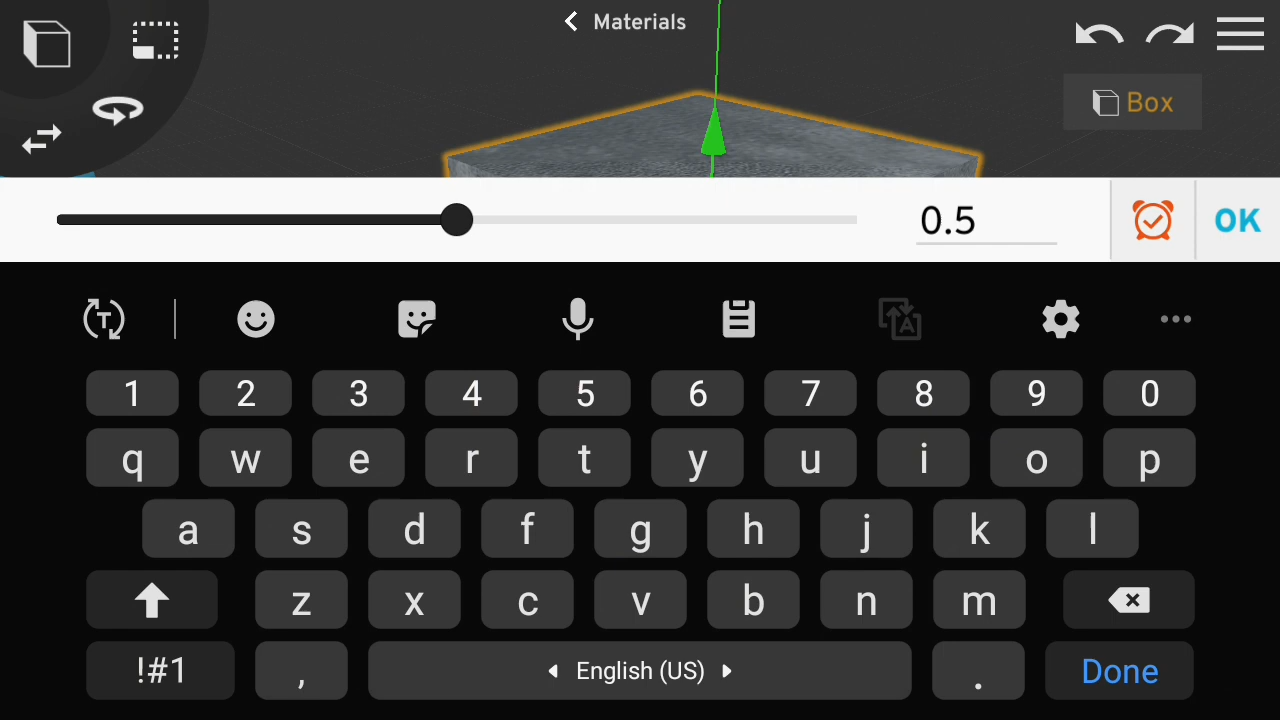 Materials
Box
0.5
OK
1 2 3 4 5 6 7 8 9 0
q w e r t y u i o p
a s d f g h j k l
z x c v b n m
!#1 , English (US) . Done